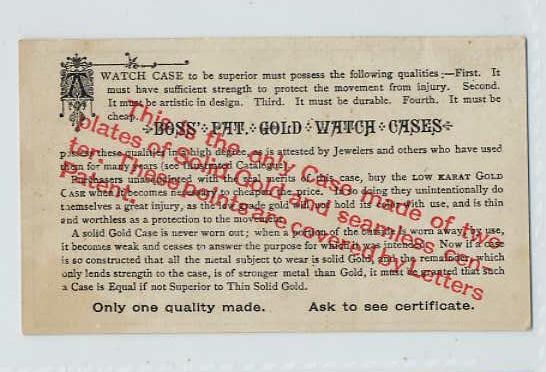 A WATCH CASE to be superior must possess the following qualities :—First. It
must have sufficient strength to protect the movement from injury. Second.
It must be artistic in design. Third. It must be durable. Fourth. It must be
cheap.
BOSS' PAT. GOLD WATCH CASES
possess these qualities in a high degree, as is attested by Jewelers and others who have used
them for many years (see Illustrated Catalogue).
Purchasers unacquainted with the real merits of this case, buy the LOW KARAT GOLD
CASE when it becomes necessary to cheapen the price. In so doing they unintentionally do
themselves a great injury, as the low grade gold will not hold its color with use, and is thin
and worthless as a protection to the movement.
A solid Gold Case is never worn out; when a portion of the case is worn away by use,
it becomes weak and ceases to answer the purpose for which it was intended. Now if a case
is so constructed that all the metal subject to wear is solid Gold, and the remainder, which
only lends strength to the case, is of stronger metal than Gold, it must be granted that such
a Case is Equal if not Superior to Thin Solid Gold.
Only one quality made. Ask to see certificate.
This is the only Case made of two
plates of Solid Gold and seamless cen-
ter. These points are covered by Letters
Patent.